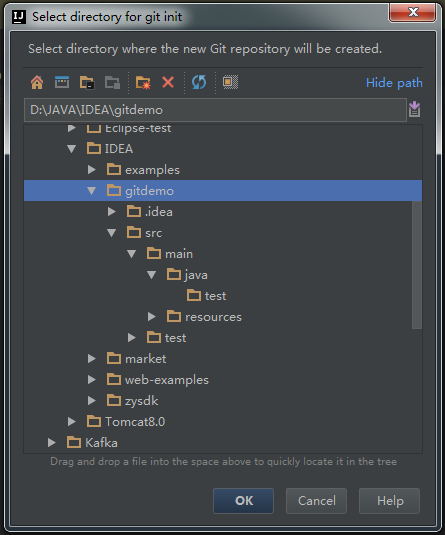 Select directory for git init
Select directory where the new Git repository will be created.
Hide path
D:\JAVA\IDEA\gitdemo
Eclipse-test
IDEA
examples
gitdemo
.idea
src
main
java
test
resources
test
market
web-examples
zysdk
Tomcat8.0
Kafka
Drag and drop a file into the space above to quickly locate it in the tree
OK
Cancel
Help